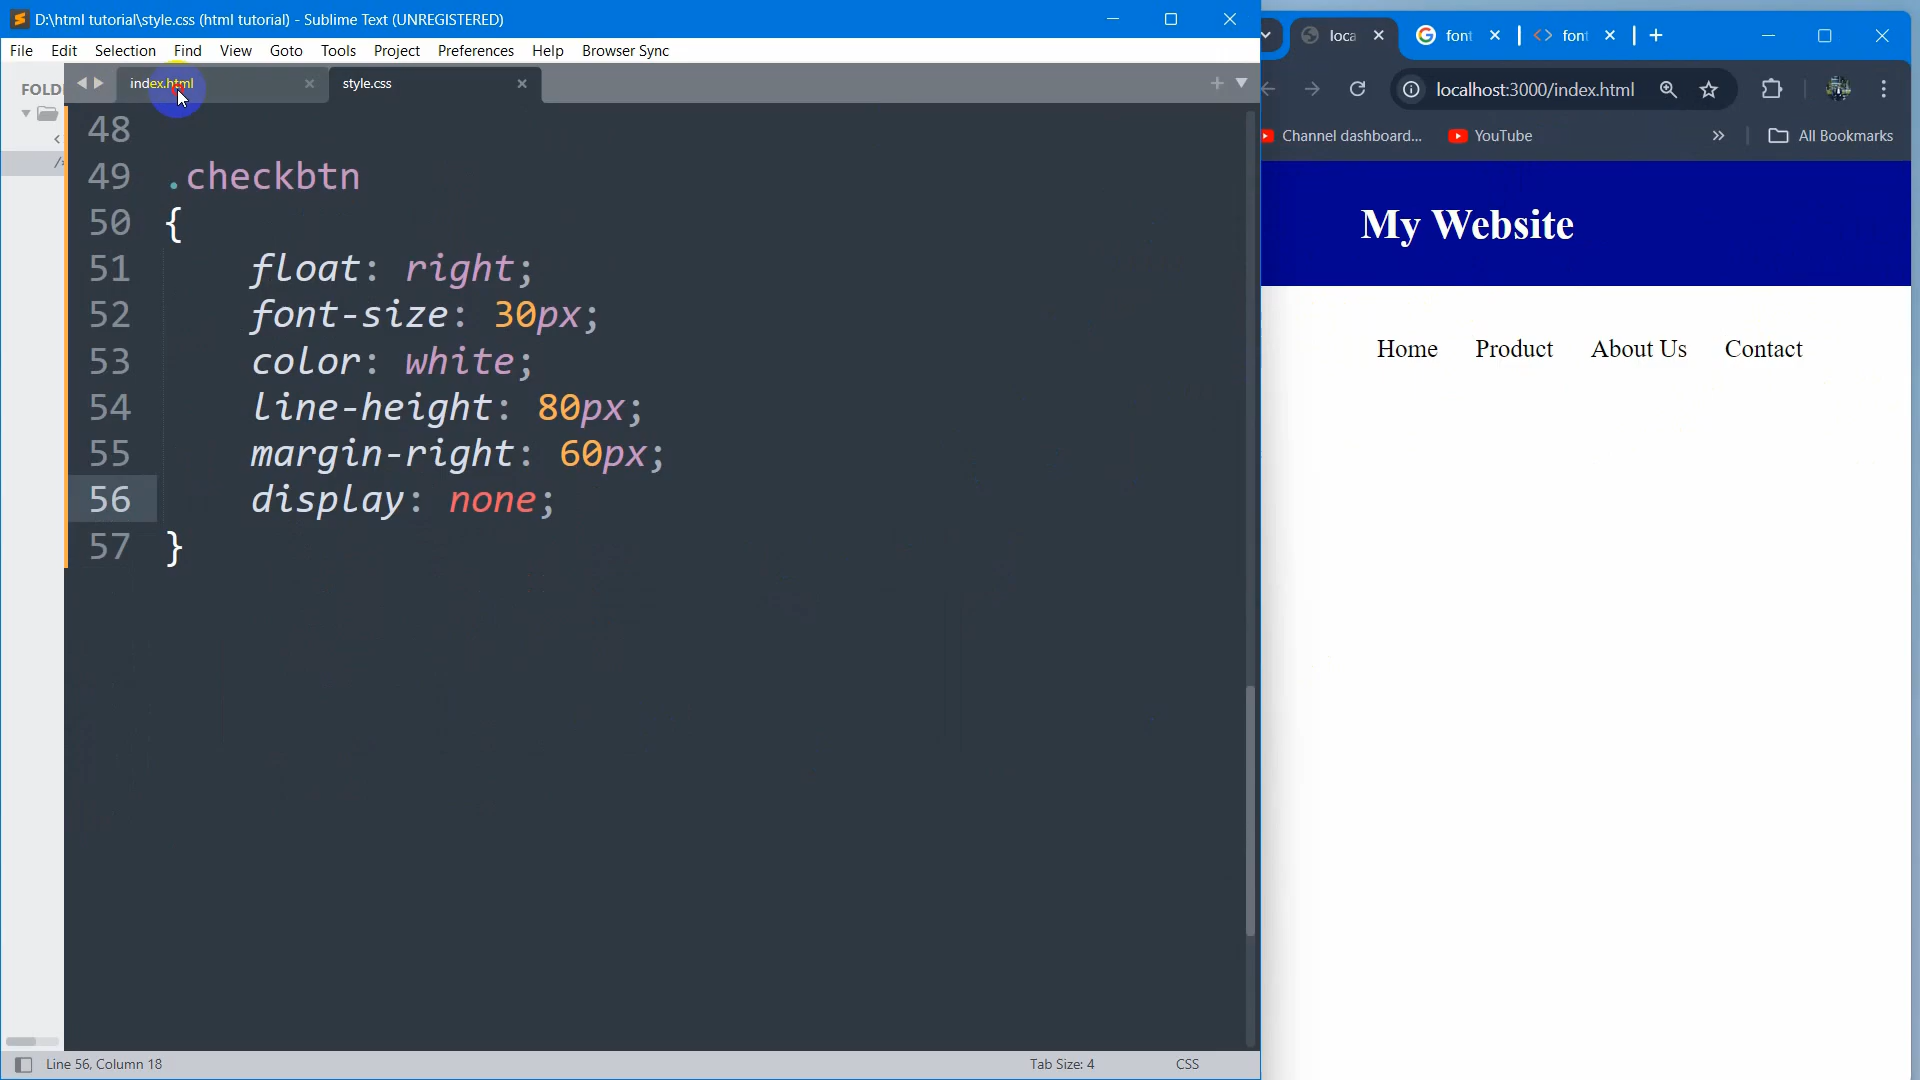 D:\html tutorial\style.css (html tutorial) - Sublime Text (UNREGISTERED)
File Edit Selection Find View Goto Tools Project Preferences Help Browser Sync
index.html
style.css
48
49 .checkbtn
50 {
51 float: right;
52 font-size: 30px;
53 color: white;
54 line-height: 80px;
55 margin-right: 60px;
56 display: none;
57 }
Line 56, Column 18
Tab Size: 4
CSS
loca
font
font
localhost:3000/index.html
Channel dashboard...
YouTube
All Bookmarks
My Website
Home Product About Us Contact